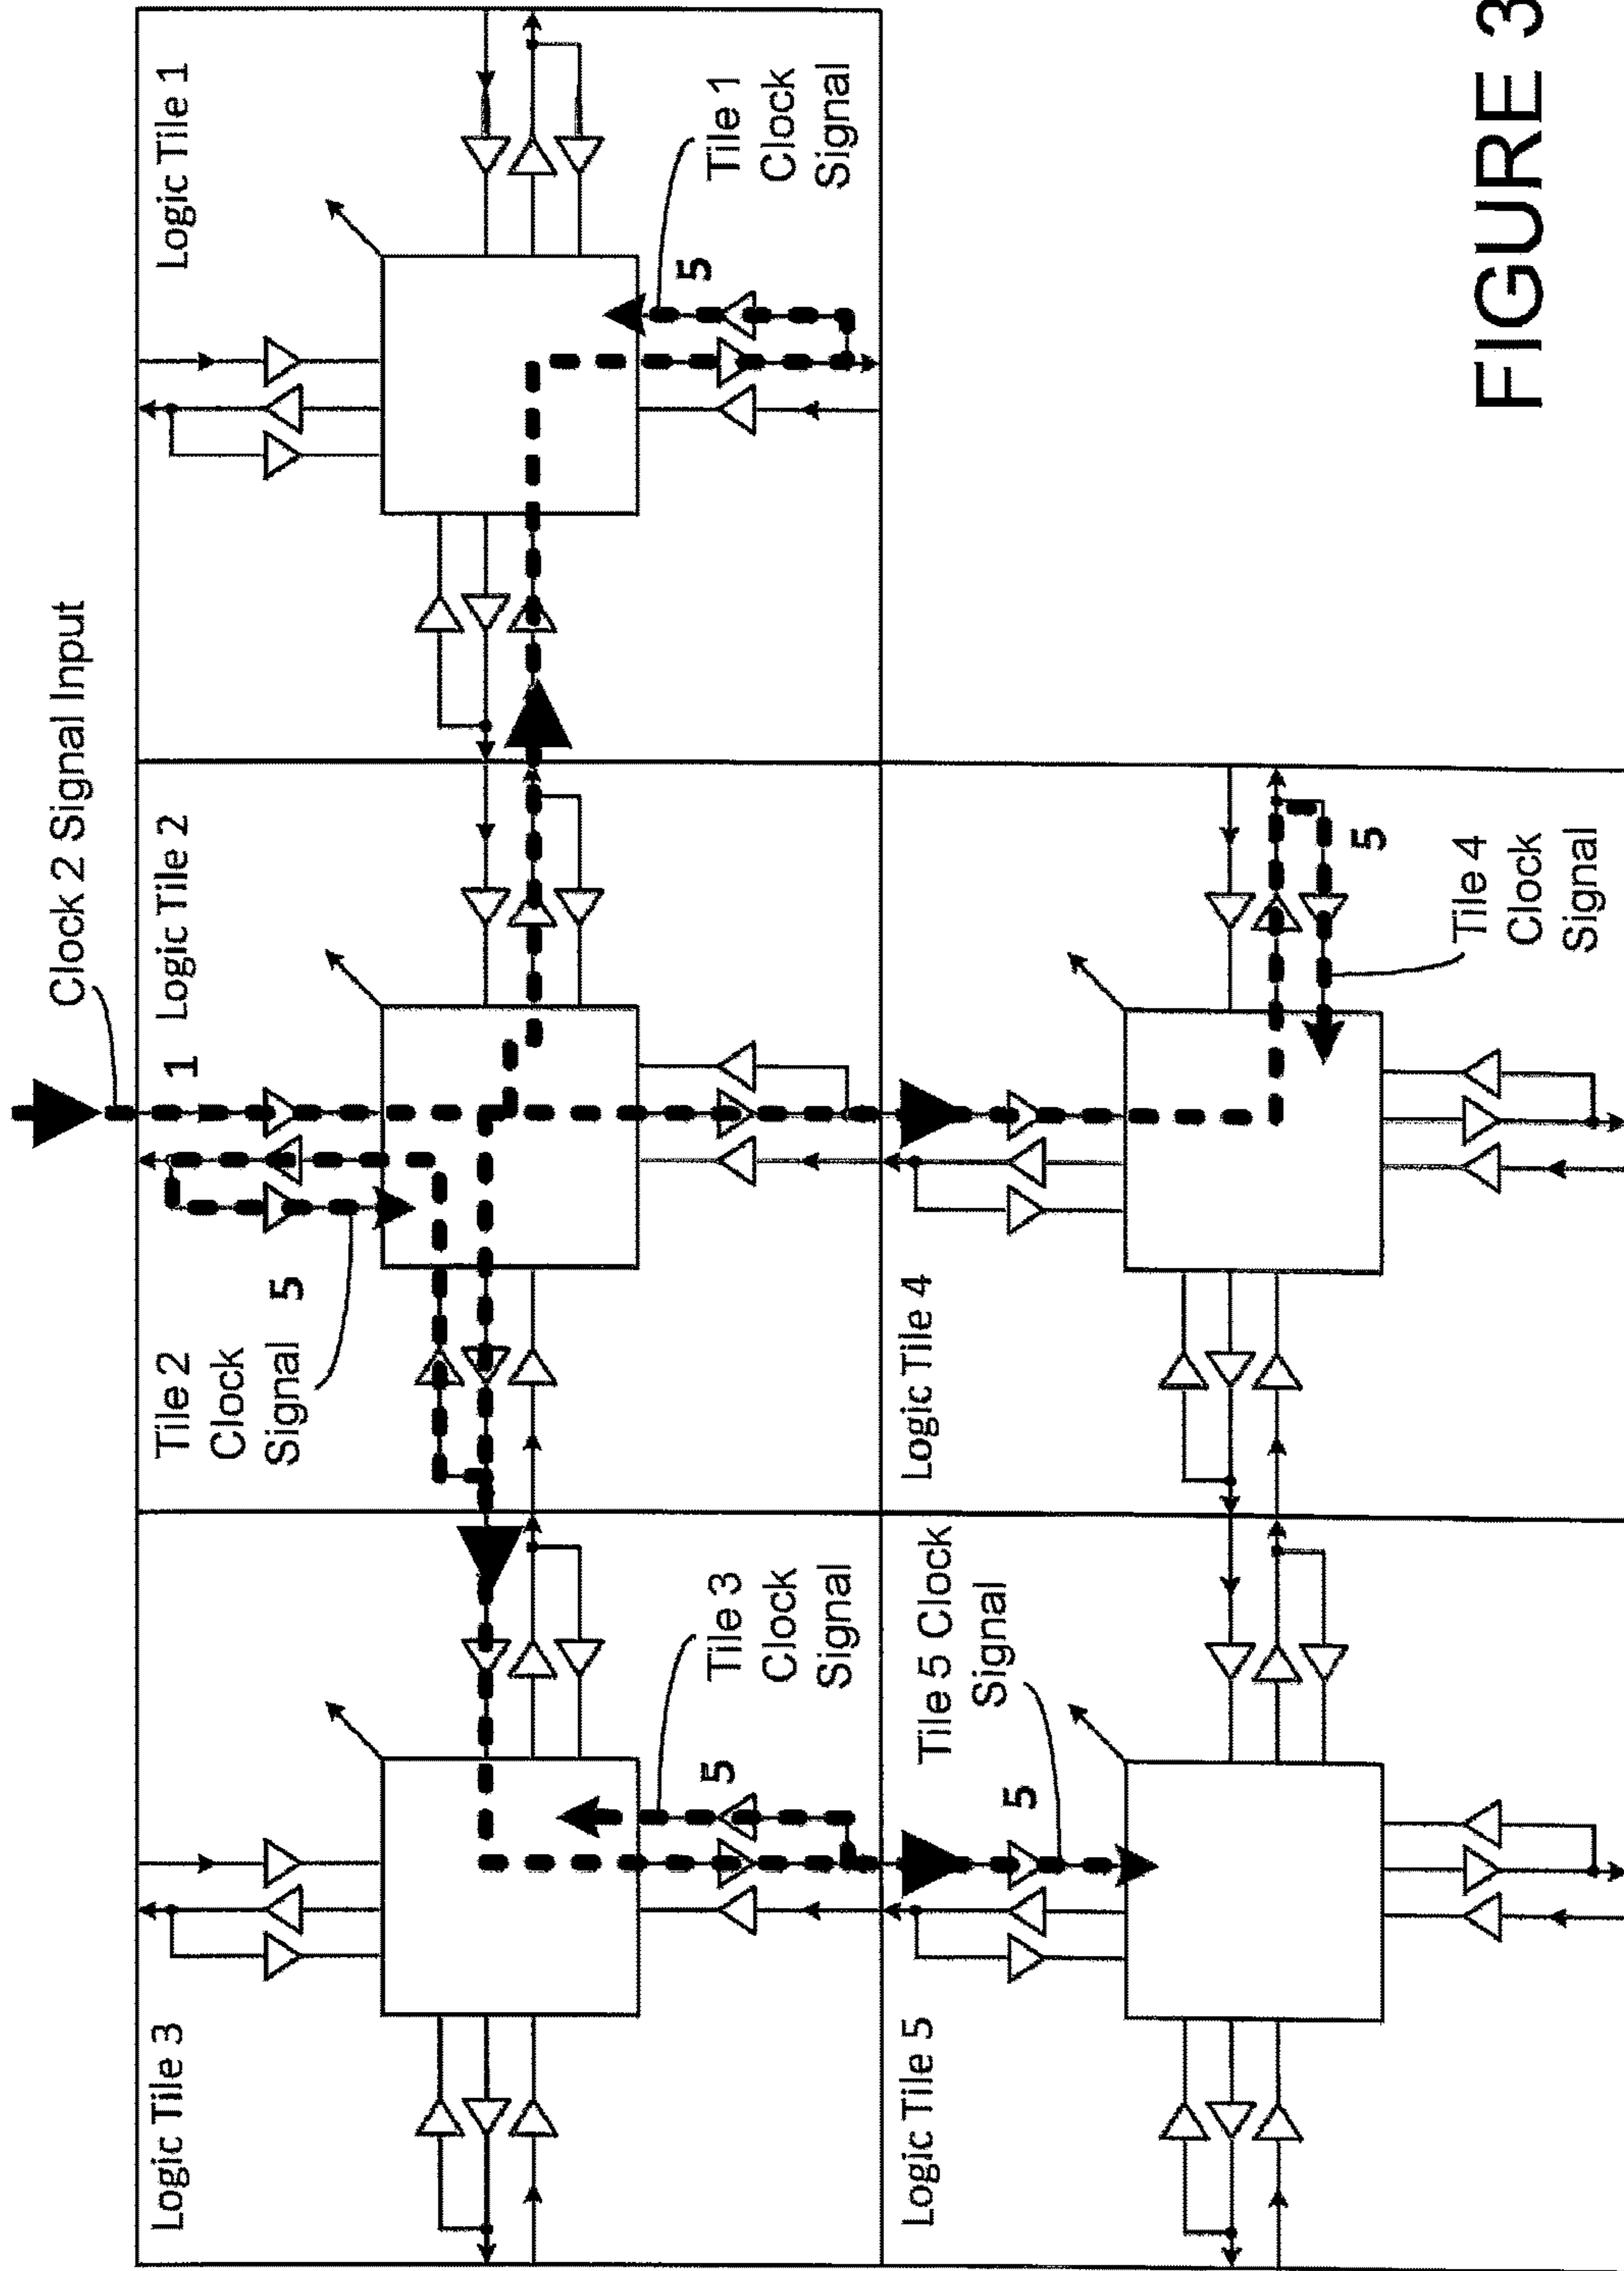 Clock 2 Signal Input
Logic Tile 3
Tile 2
Clock
Signal
5
1
Logic Tile 2
Logic Tile 1
5
Tile 3
Clock
Signal
5
Tile 1
Clock
Signal
Logic Tile 5
Tile 5 Clock
Signal
5
Logic Tile 4
5
Tile 4
Clock
Signal
FIGURE 3